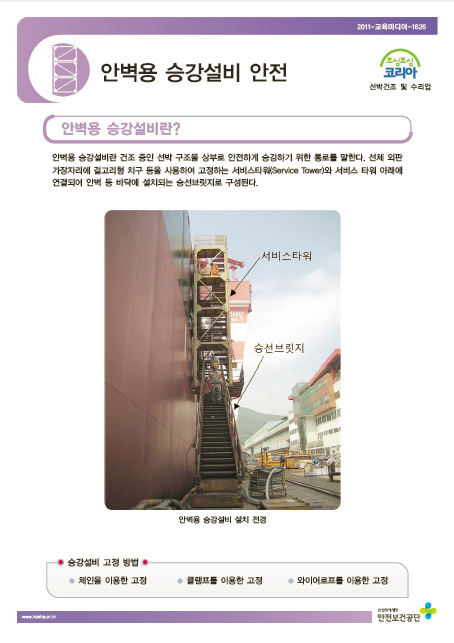 2011-교육미디어-1626
안벽용 승강설비 안전
조심조심
코리아
선박건조 및 수리업
안벽용 승강설비란?
안벽용 승강설비란 건조 중인 선박 구조물 상부로 안전하게 승강하기 위한 통로를 말한다. 선체 외판
가장자리에 걸고리형 치구 등을 사용하여 고정하는 서비스타워(Service Tower)와 서비스 타워 아래에
연결되어 안벽 등 바닥에 설치되는 승선브릿지로 구성된다.
서비스타워
승선브릿지
안벽용 승강설비 설치 전경
승강설비 고정 방법
체인을 이용한 고정
클램프를 이용한 고정
와이어로프를 이용한 고정
www.kosha.or.kr
산업재해예방
안전보건공단